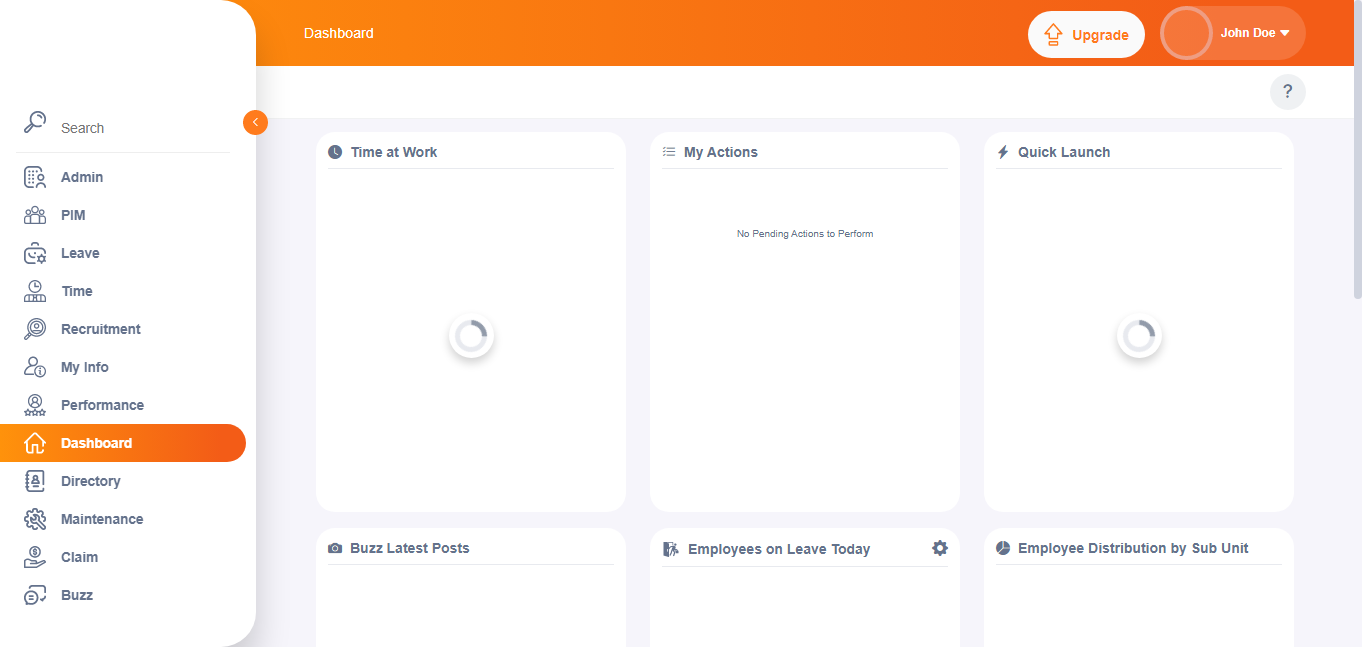 Dashboard
Upgrade
John Doe
?
Search
Admin
PIM
Leave
Time
Recruitment
My Info
Performance
Dashboard
Directory
Maintenance
Claim
Buzz
Time at Work
My Actions
No Pending Actions to Perform
Quick Launch
Buzz Latest Posts
Employees on Leave Today
Employee Distribution by Sub Unit